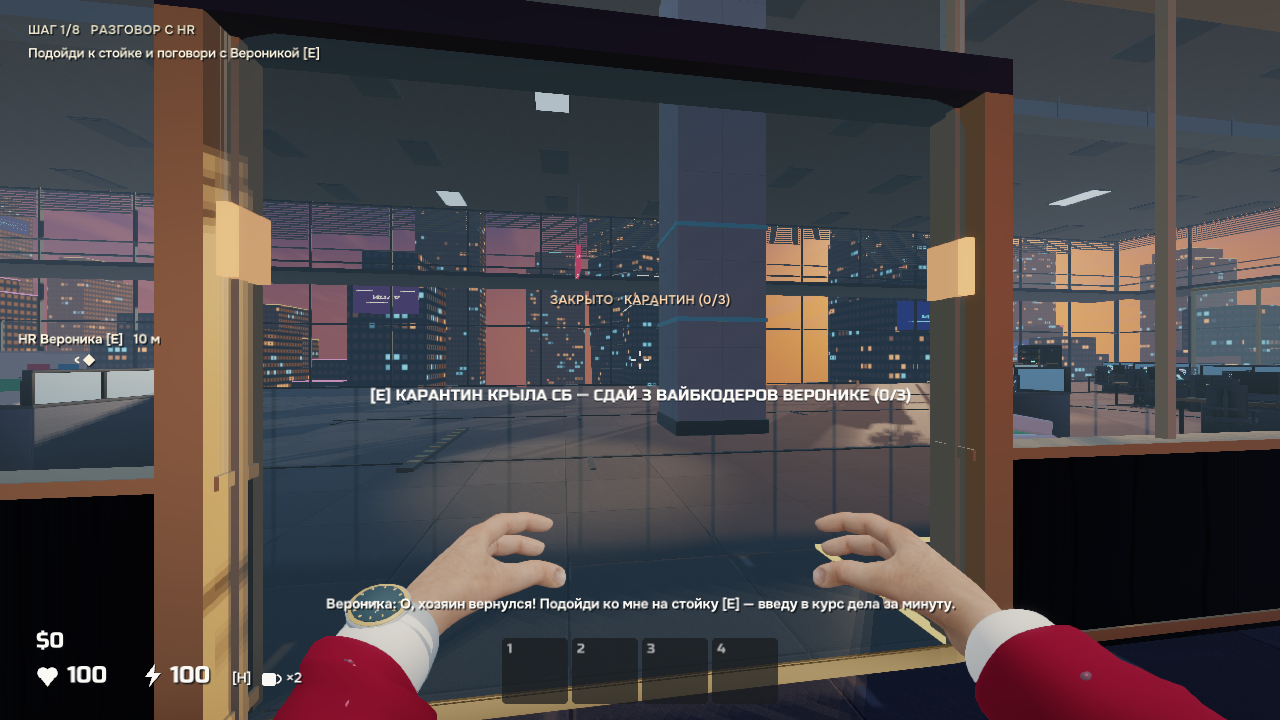 ШАГ 1/8 РАЗГОВОР С HR
Подойди к стойке и поговори с Вероникой [E]
ЗАКРЫТО · КАРАНТИН (0/3)
HR Вероника [E] 10 м
<
[E] КАРАНТИН КРЫЛА СБ — СДАЙ 3 ВАЙБКОДЕРОВ ВЕРОНИКЕ (0/3)
Вероника: О, хозяин вернулся! Подойди ко мне на стойку [E] — введу в курс дела за минуту.
$0
100 100 [H] ×2
1 2 3 4